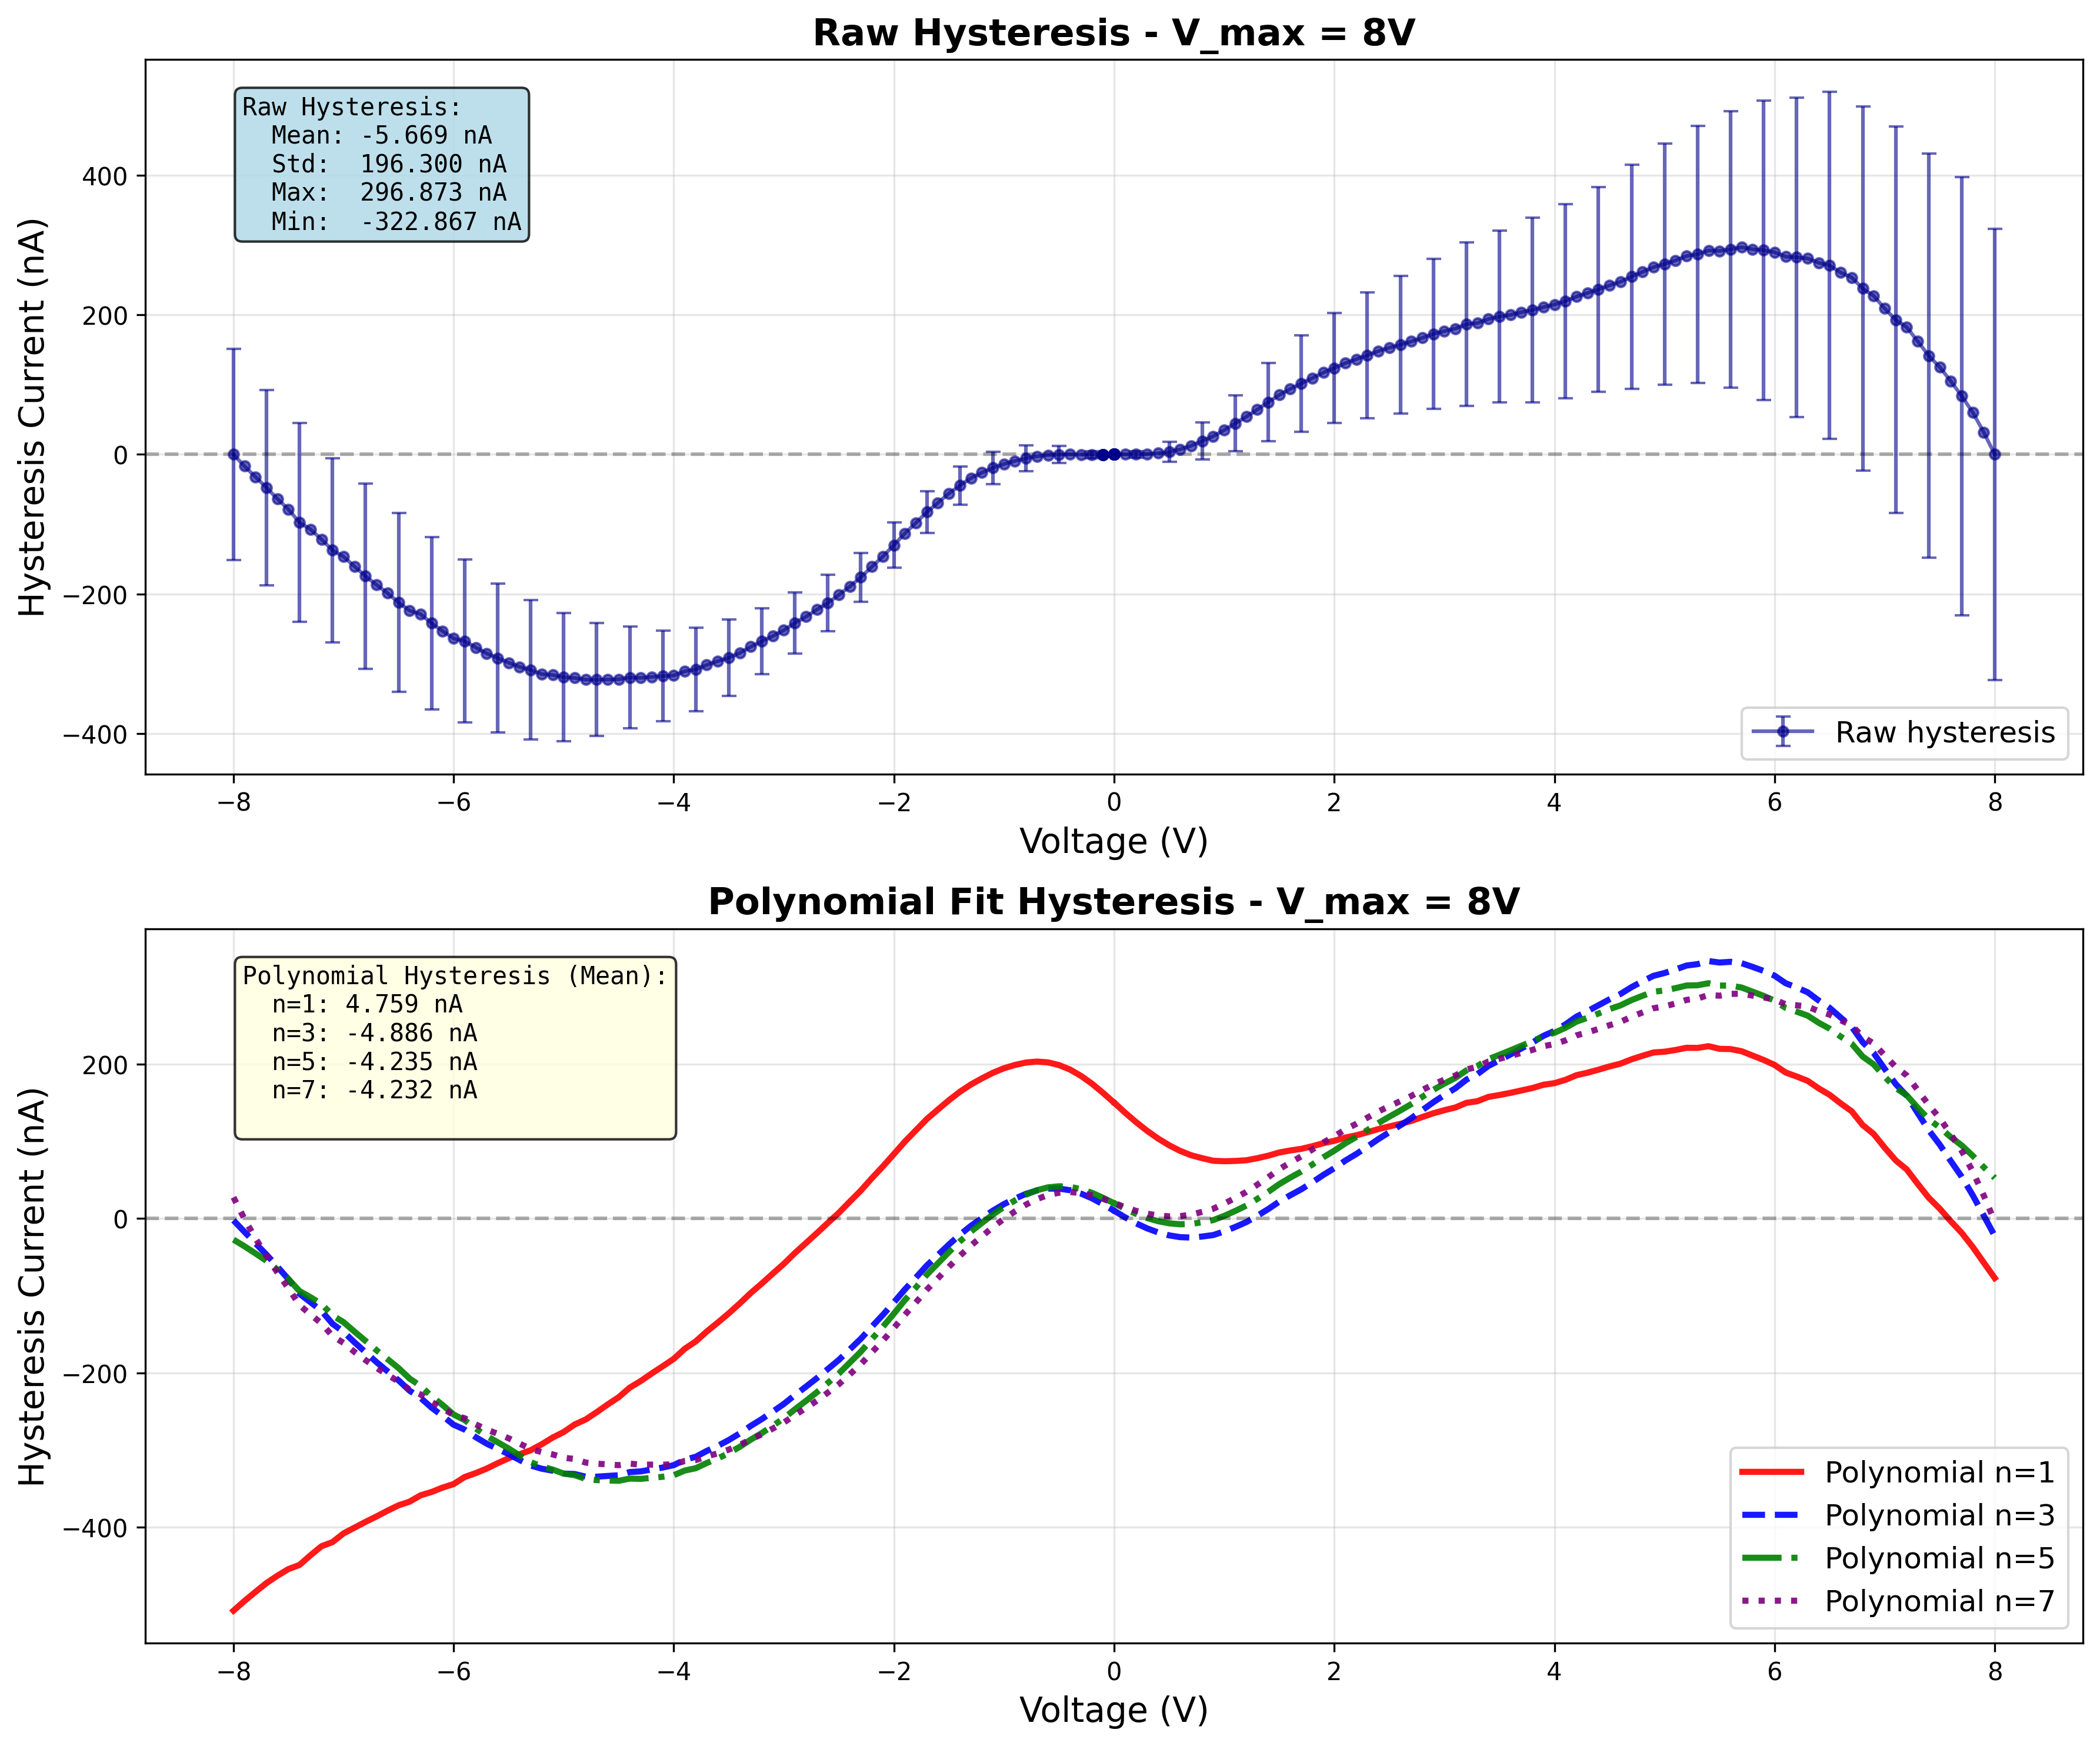 Raw Hysteresis - V_max = 8V
Raw Hysteresis:
Mean: -5.669 nA
Std:  196.300 nA
Max:  296.873 nA
Min:  -322.867 nA
Hysteresis Current (nA)
400
200
0
−200
−400
Raw hysteresis
−8
−6
−4
−2
0
2
4
6
8
Voltage (V)
Polynomial Fit Hysteresis - V_max = 8V
Polynomial Hysteresis (Mean):
n=1: 4.759 nA
n=3: -4.886 nA
n=5: -4.235 nA
n=7: -4.232 nA
Hysteresis Current (nA)
200
0
−200
−400
Polynomial n=1
Polynomial n=3
Polynomial n=5
Polynomial n=7
−8
−6
−4
−2
0
2
4
6
8
Voltage (V)